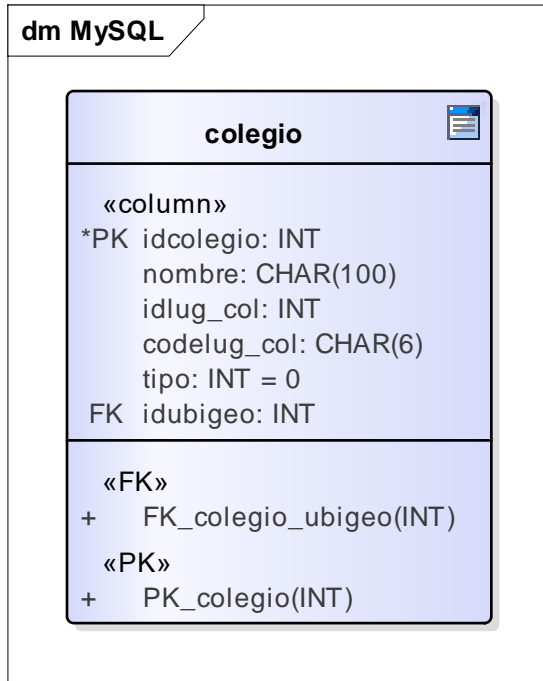 dm MySQL
colegio
«column»
*PK idcolegio: INT
nombre: CHAR(100)
idlug_col: INT
codelug_col: CHAR(6)
tipo: INT = 0
FK idubigeo: INT
«FK»
+ FK_colegio_ubigeo(INT)
«PK»
+ PK_colegio(INT)